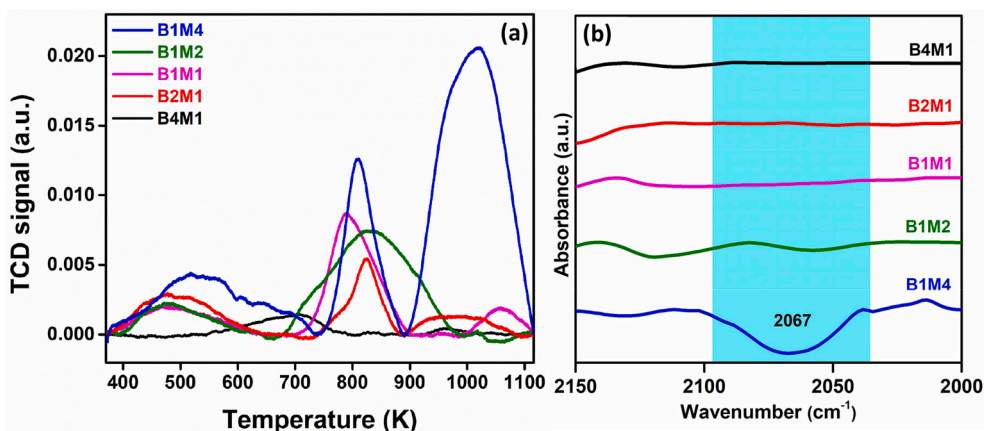 (a)
B1M4
B1M2
B1M1
B2M1
B4M1
TCD signal (a.u.)
0.020
0.015
0.010
0.005
0.000
400 500 600 700 800 900 1000 1100
Temperature (K)
(b)
B4M1
B2M1
B1M1
B1M2
B1M4
2067
Absorbance (a.u.)
2150 2100 2050 2000
Wavenumber (cm⁻¹)